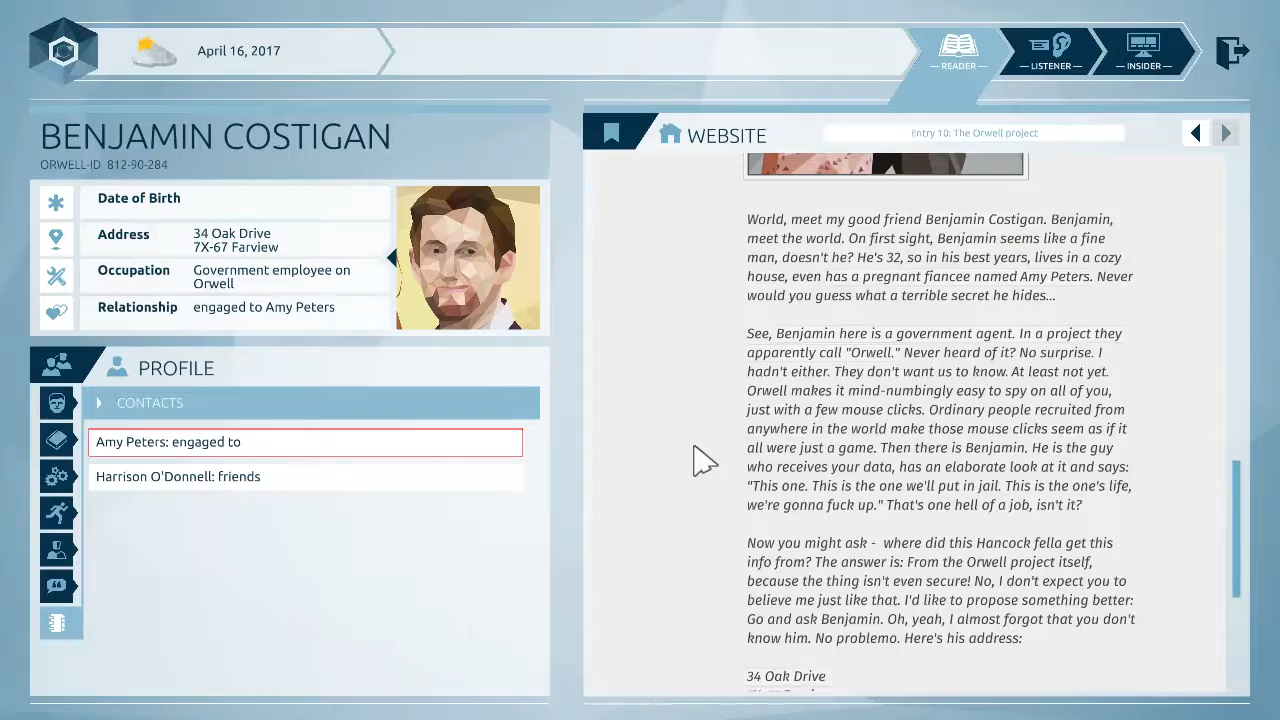 April 16, 2017
— READER —
— LISTENER —
— INSIDER —
BENJAMIN COSTIGAN
ORWELL-ID 812-90-284
Date of Birth
Address 34 Oak Drive
7X-67 Farview
Occupation Government employee on
Orwell
Relationship engaged to Amy Peters
PROFILE
CONTACTS
Amy Peters: engaged to
Harrison O'Donnell: friends
WEBSITE
Entry 10: The Orwell project
World, meet my good friend Benjamin Costigan. Benjamin,
meet the world. On first sight, Benjamin seems like a fine
man, doesn't he? He's 32, so in his best years, lives in a cozy
house, even has a pregnant fiancee named Amy Peters. Never
would you guess what a terrible secret he hides...
See, Benjamin here is a government agent. In a project they
apparently call "Orwell." Never heard of it? No surprise. I
hadn't either. They don't want us to know. At least not yet.
Orwell makes it mind-numbingly easy to spy on all of you,
just with a few mouse clicks. Ordinary people recruited from
anywhere in the world make those mouse clicks seem as if it
all were just a game. Then there is Benjamin. He is the guy
who receives your data, has an elaborate look at it and says:
"This one. This is the one we'll put in jail. This is the one's life,
we're gonna fuck up." That's one hell of a job, isn't it?
Now you might ask - where did this Hancock fella get this
info from? The answer is: From the Orwell project itself,
because the thing isn't even secure! No, I don't expect you to
believe me just like that. I'd like to propose something better:
Go and ask Benjamin. Oh, yeah, I almost forgot that you don't
know him. No problemo. Here's his address:
34 Oak Drive